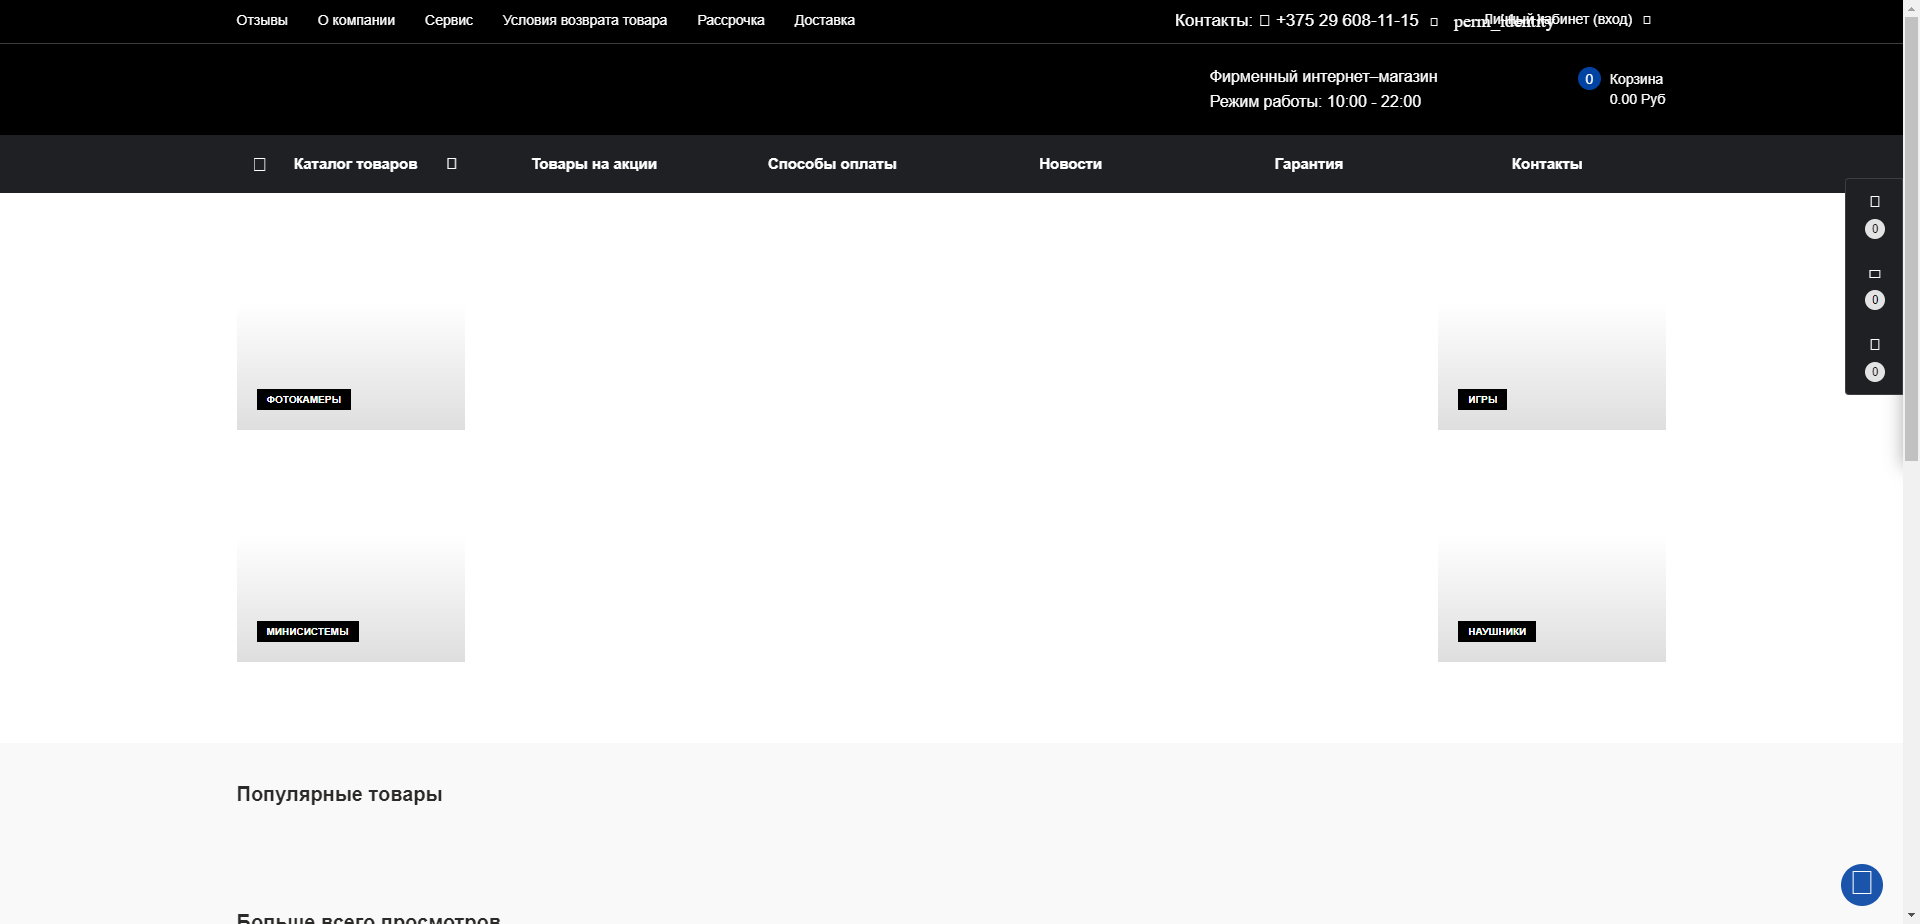 Отзывы О компании Сервис Условия возврата товара Рассрочка Доставка Контакты: +375 29 608-11-15 perm_identity Личный кабинет (вход)
Фирменный интернет–магазин
Режим работы: 10:00 - 22:00
0 Корзина
0.00 Руб
Каталог товаров Товары на акции Способы оплаты Новости Гарантия Контакты
0
0
0
ФОТОКАМЕРЫ
ИГРЫ
МИНИСИСТЕМЫ
НАУШНИКИ
Популярные товары
Больше всего просмотров